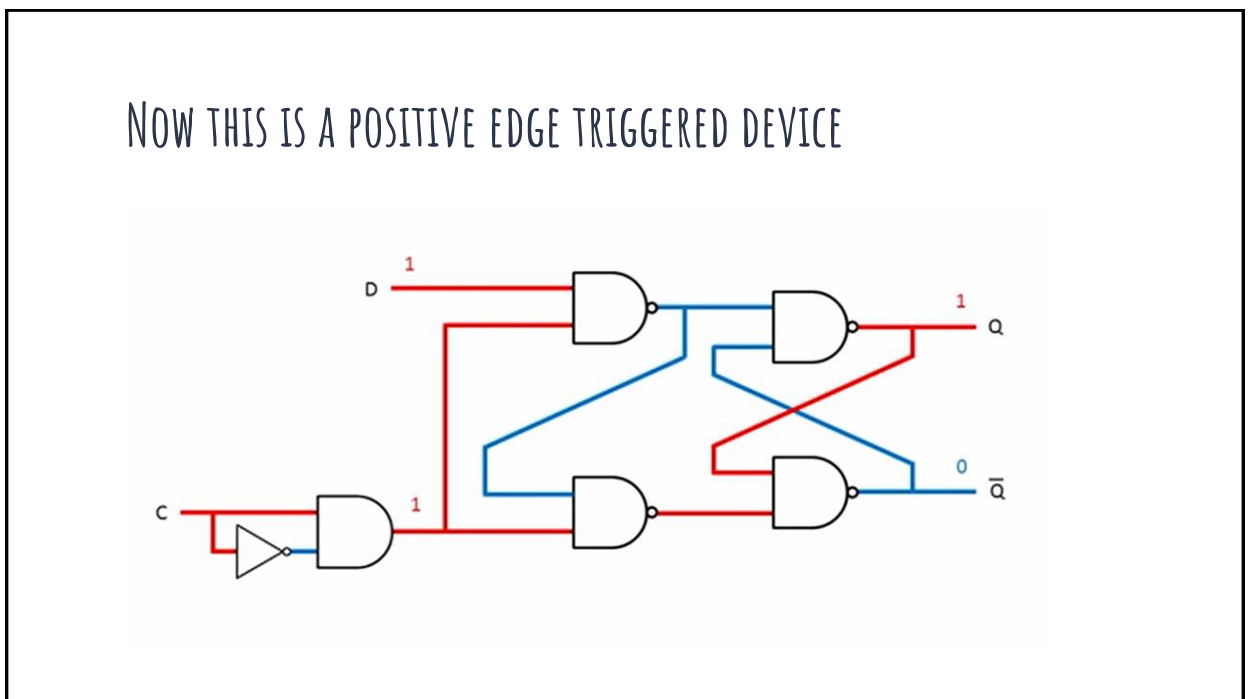 Now this is a positive edge triggered device
1
D
1
Q
0
Q̅
1
C